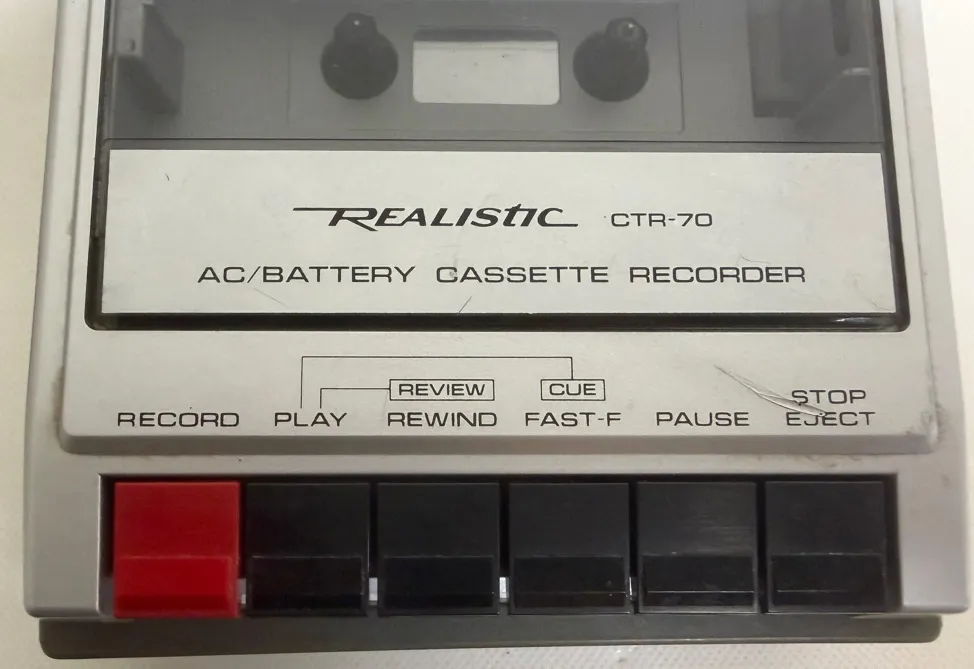 REALISTIC CTR-70
AC/BATTERY CASSETTE RECORDER
REVIEW CUE
RECORD PLAY REWIND FAST-F PAUSE STOP
EJECT